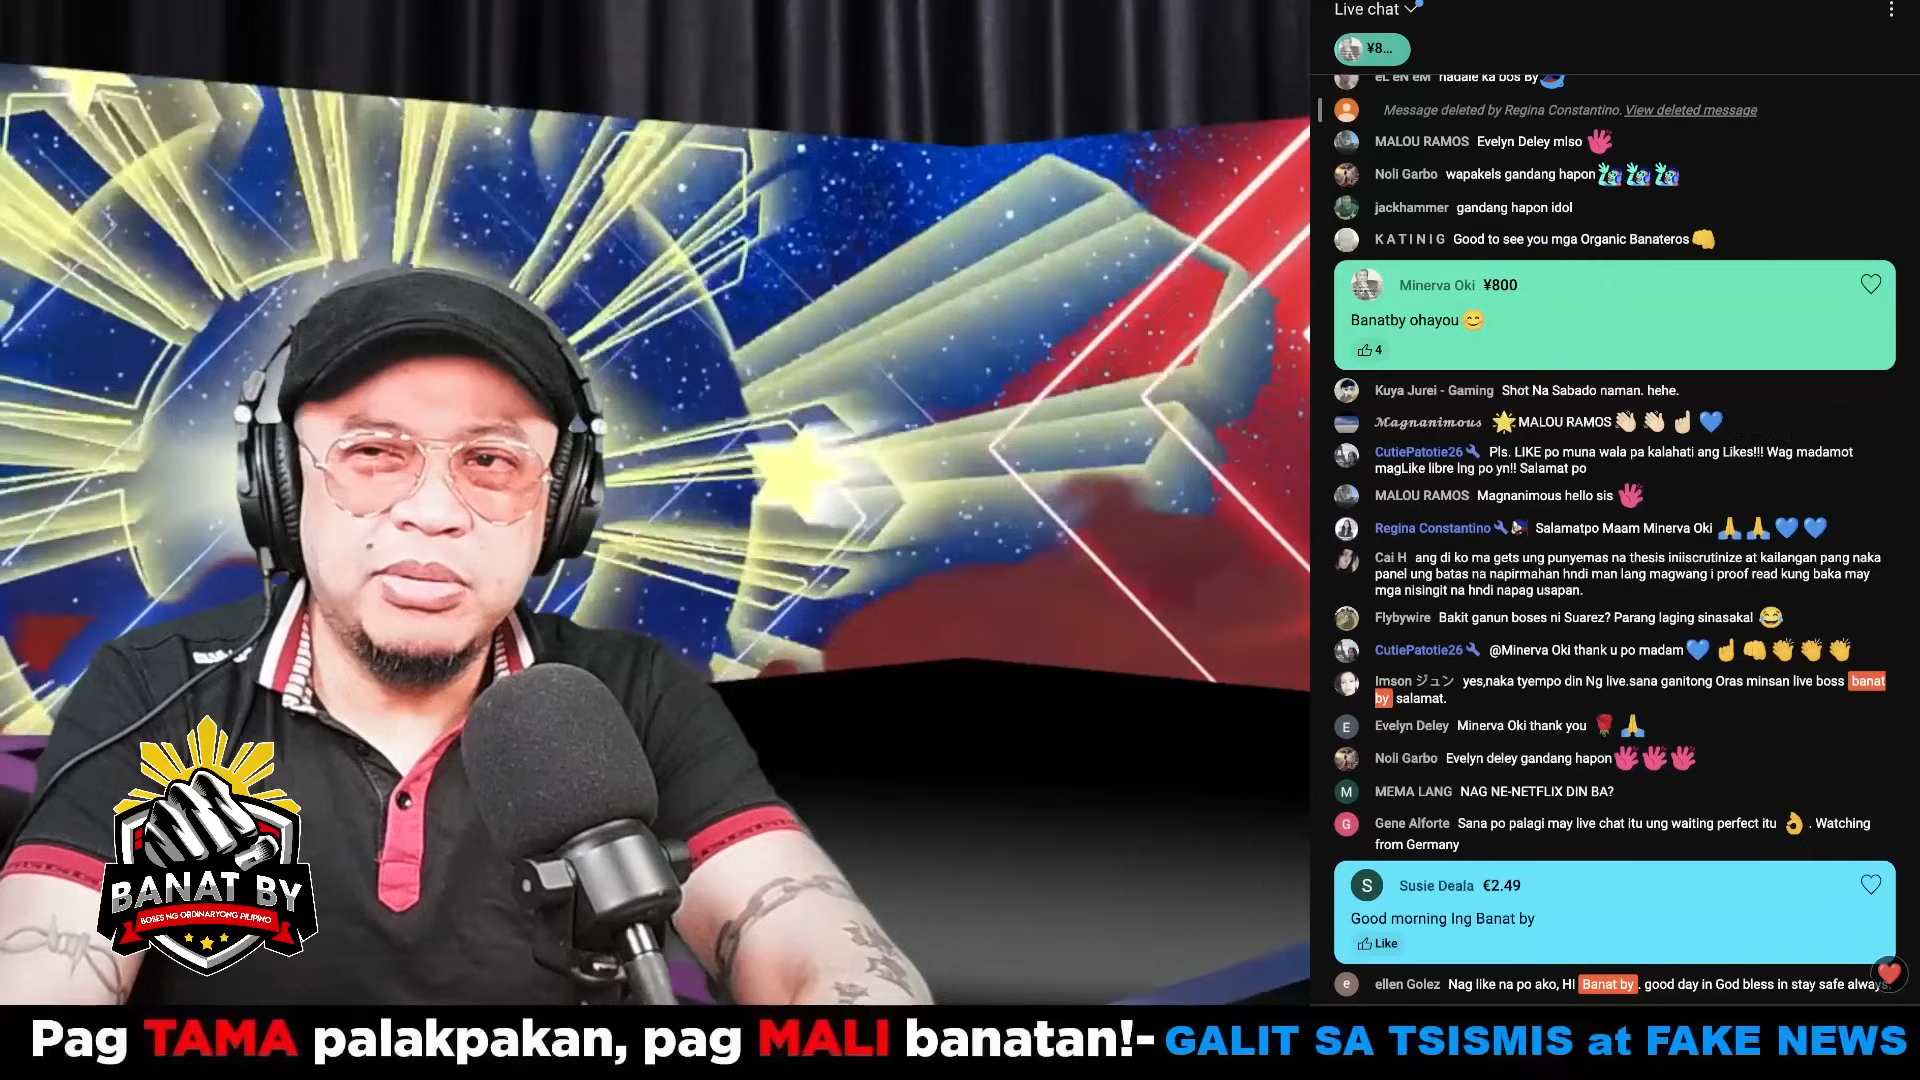 Live chat
¥8...
eL eN eM nadale ka bos By
Message deleted by Regina Constantino. View deleted message
MALOU RAMOS Evelyn Deley mlso
Noli Garbo wapakels gandang hapon
jackhammer gandang hapon idol
K A T I N I G Good to see you mga Organic Banateros
Minerva Oki ¥800
Banatby ohayou
4
Kuya Jurei - Gaming Shot Na Sabado naman. hehe.
Magnanimous MALOU RAMOS
CutiePatotie26 Pls. LIKE po muna wala pa kalahati ang Likes!!! Wag madamot
magLike libre lng po yn!! Salamat po
MALOU RAMOS Magnanimous hello sis
Regina Constantino Salamatpo Maam Minerva Oki
Cai H ang di ko ma gets ung punyemas na thesis iniiscrutinize at kailangan pang naka
panel ung batas na napirmahan hndi man lang magwang i proof read kung baka may
mga nisingit na hndi napag usapan.
Flybywire Bakit ganun boses ni Suarez? Parang laging sinasakal
CutiePatotie26 @Minerva Oki thank u po madam
Imson ジュン yes,naka tyempo din Ng live.sana ganitong Oras minsan live boss banat
by salamat.
E Evelyn Deley Minerva Oki thank you
Noli Garbo Evelyn deley gandang hapon
M MEMA LANG NAG NE-NETFLIX DIN BA?
G Gene Alforte Sana po palagi may live chat itu ung waiting perfect itu . Watching
from Germany
S Susie Deala €2.49
Good morning lng Banat by
Like
e ellen Golez Nag like na po ako, HI Banat by. good day in God bless in stay safe always
BANAT BY
BOSES NG ORDINARYONG PILIPINO
Pag TAMA palakpakan, pag MALI banatan!- GALIT SA TSISMIS at FAKE NEWS